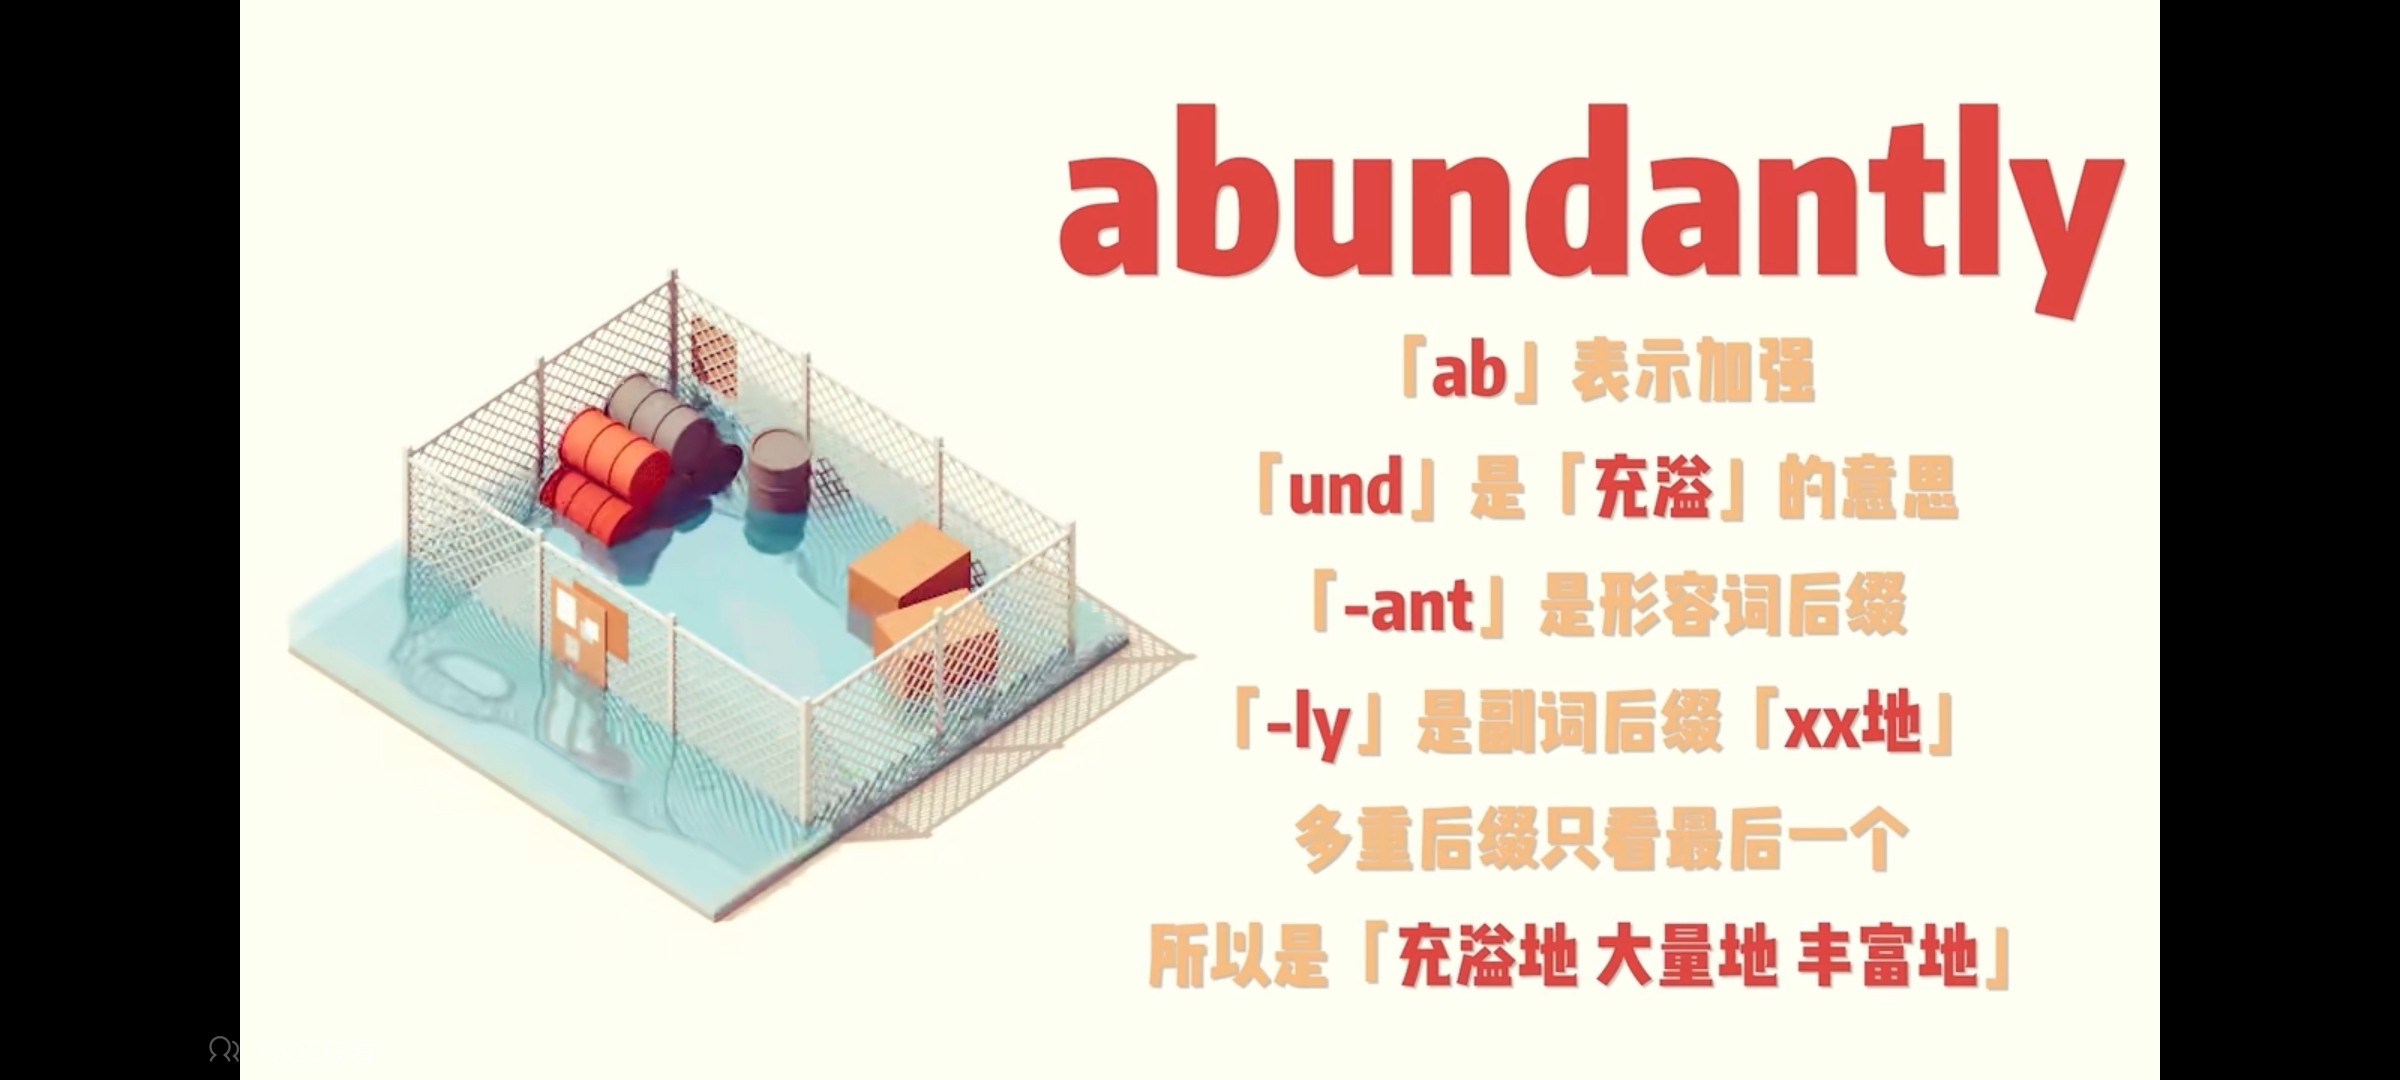 abundantly
「ab」表示加强
「und」是「充溢」的意思
「-ant」是形容词后缀
「-ly」是副词后缀「xx地」
多重后缀只看最后一个
所以是「充溢地 大量地 丰富地」